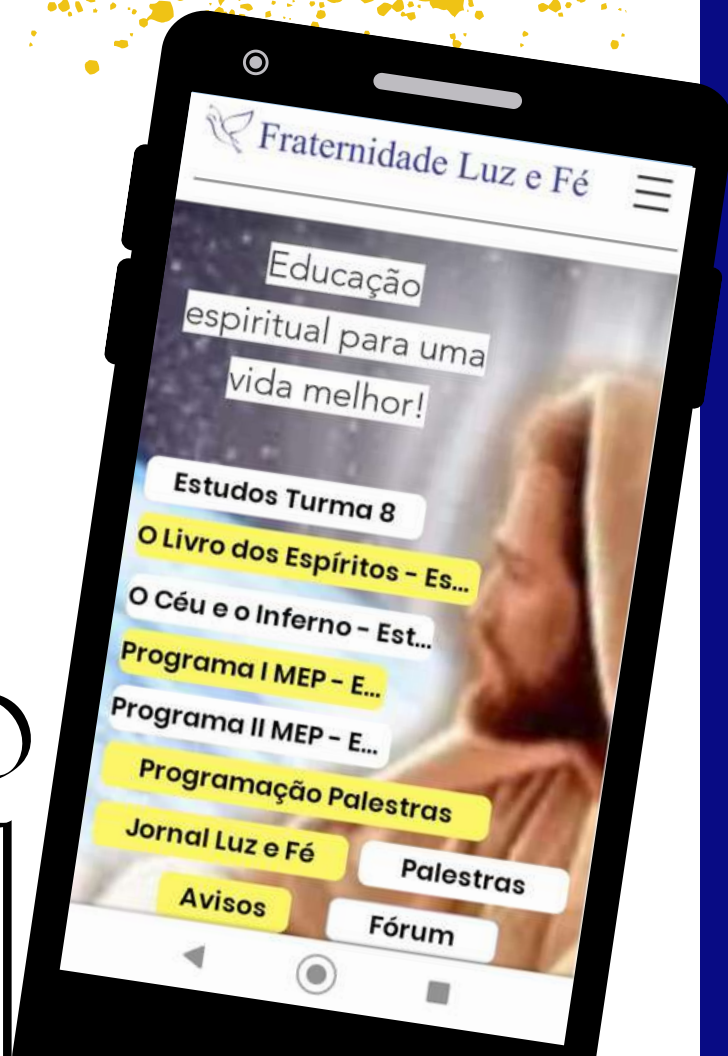 Fraternidade Luz e Fé
Educação
espiritual para uma
vida melhor!
Estudos Turma 8
O Livro dos Espíritos - Es...
O Céu e o Inferno - Est...
Programa I MEP - E...
Programa II MEP - E...
Programação Palestras
Jornal Luz e Fé
Palestras
Avisos
Fórum